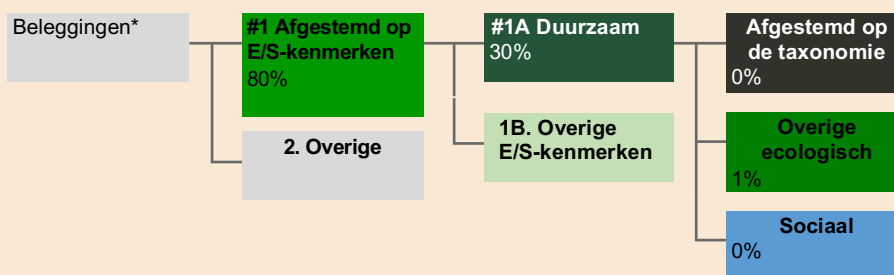 Beleggingen*
#1 Afgestemd op
E/S-kenmerken
80%
2. Overige
#1A Duurzaam
30%
1B. Overige
E/S-kenmerken
Afgestemd op
de taxonomie
0%
Overige
ecologisch
1%
Sociaal
0%